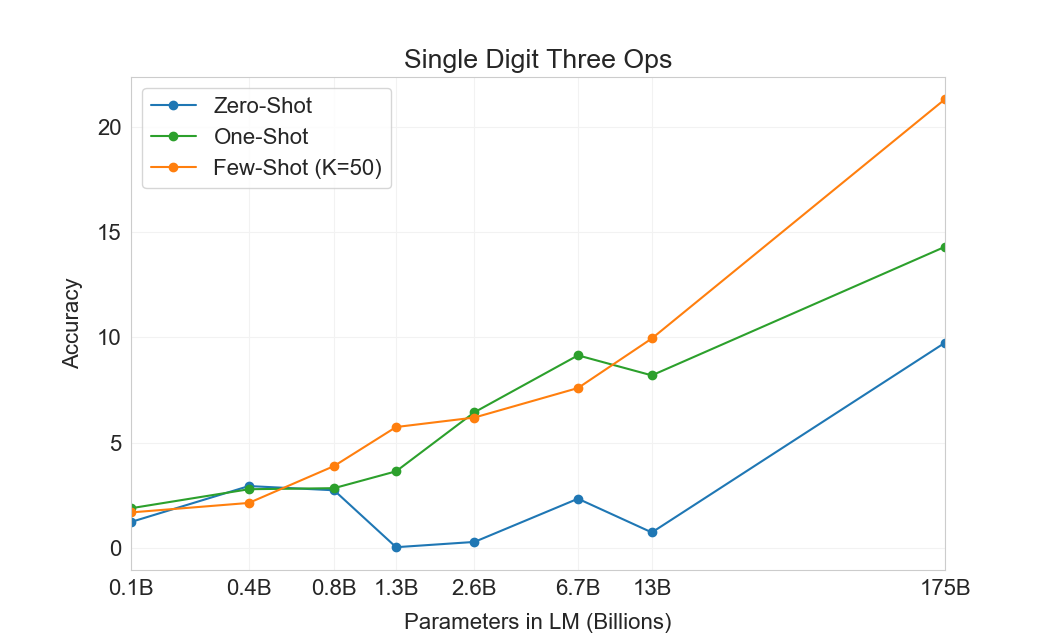 Single Digit Three Ops
Zero-Shot
One-Shot
Few-Shot (K=50)
Accuracy
20
15
10
5
0
0.1B 0.4B 0.8B 1.3B 2.6B 6.7B 13B 175B
Parameters in LM (Billions)